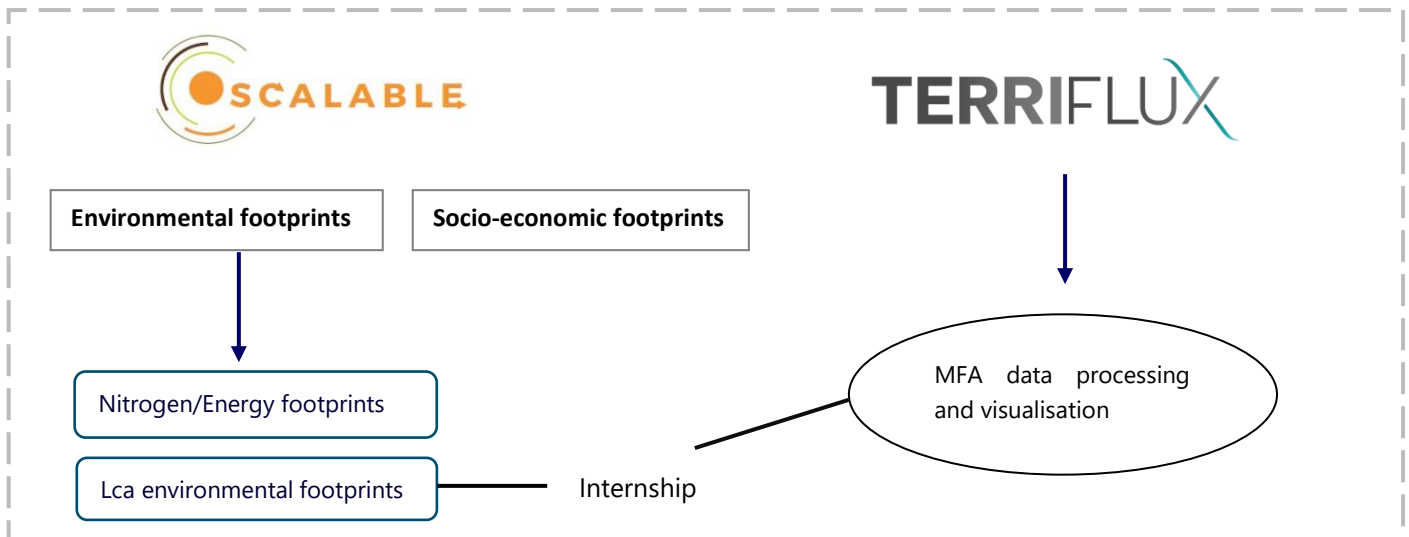 SCALABLE
TERRIFLUX
Environmental footprints
Socio-economic footprints
Nitrogen/Energy footprints
MFA data processing
and visualisation
Lca environmental footprints
Internship